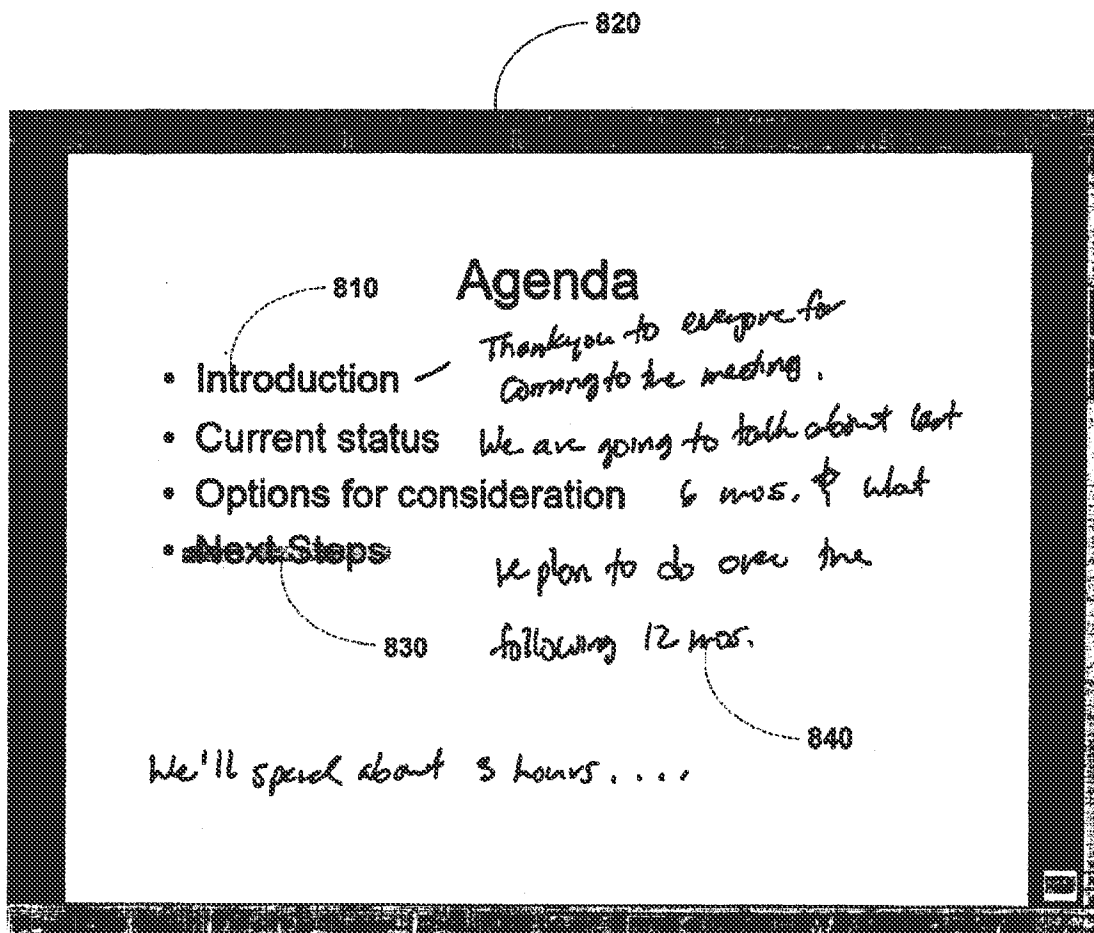 820
Agenda
810
• Introduction – Thankyou to everyone for
coming to the meeting.
• Current status We are going to talk about last
• Options for consideration 6 mos. & what
• Next Steps we plan to do over the
830 following 12 mos.
840
We'll spend about 3 hours....